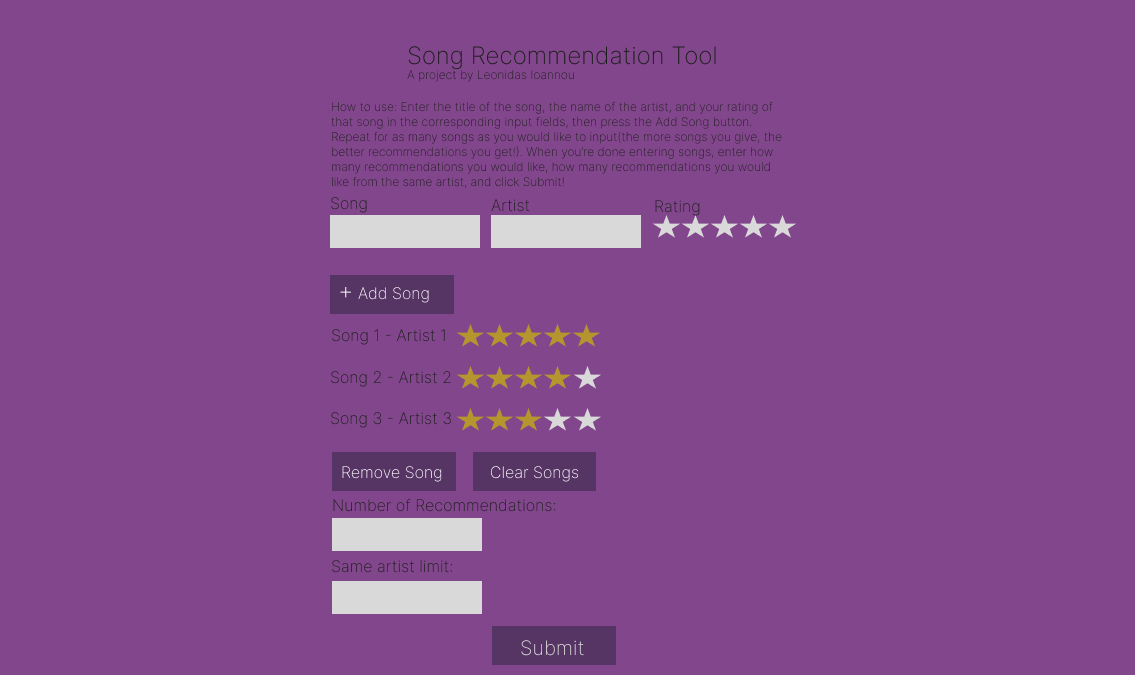 Song Recommendation Tool
A project by Leonidas Ioannou
How to use: Enter the title of the song, the name of the artist, and your rating of
that song in the corresponding input fields, then press the Add Song button.
Repeat for as many songs as you would like to input(the more songs you give, the
better recommendations you get!). When you're done entering songs, enter how
many recommendations you would like, how many recommendations you would
like from the same artist, and click Submit!
Song Artist Rating
+ Add Song
Song 1 - Artist 1
Song 2 - Artist 2
Song 3 - Artist 3
Remove Song Clear Songs
Number of Recommendations:
Same artist limit:
Submit